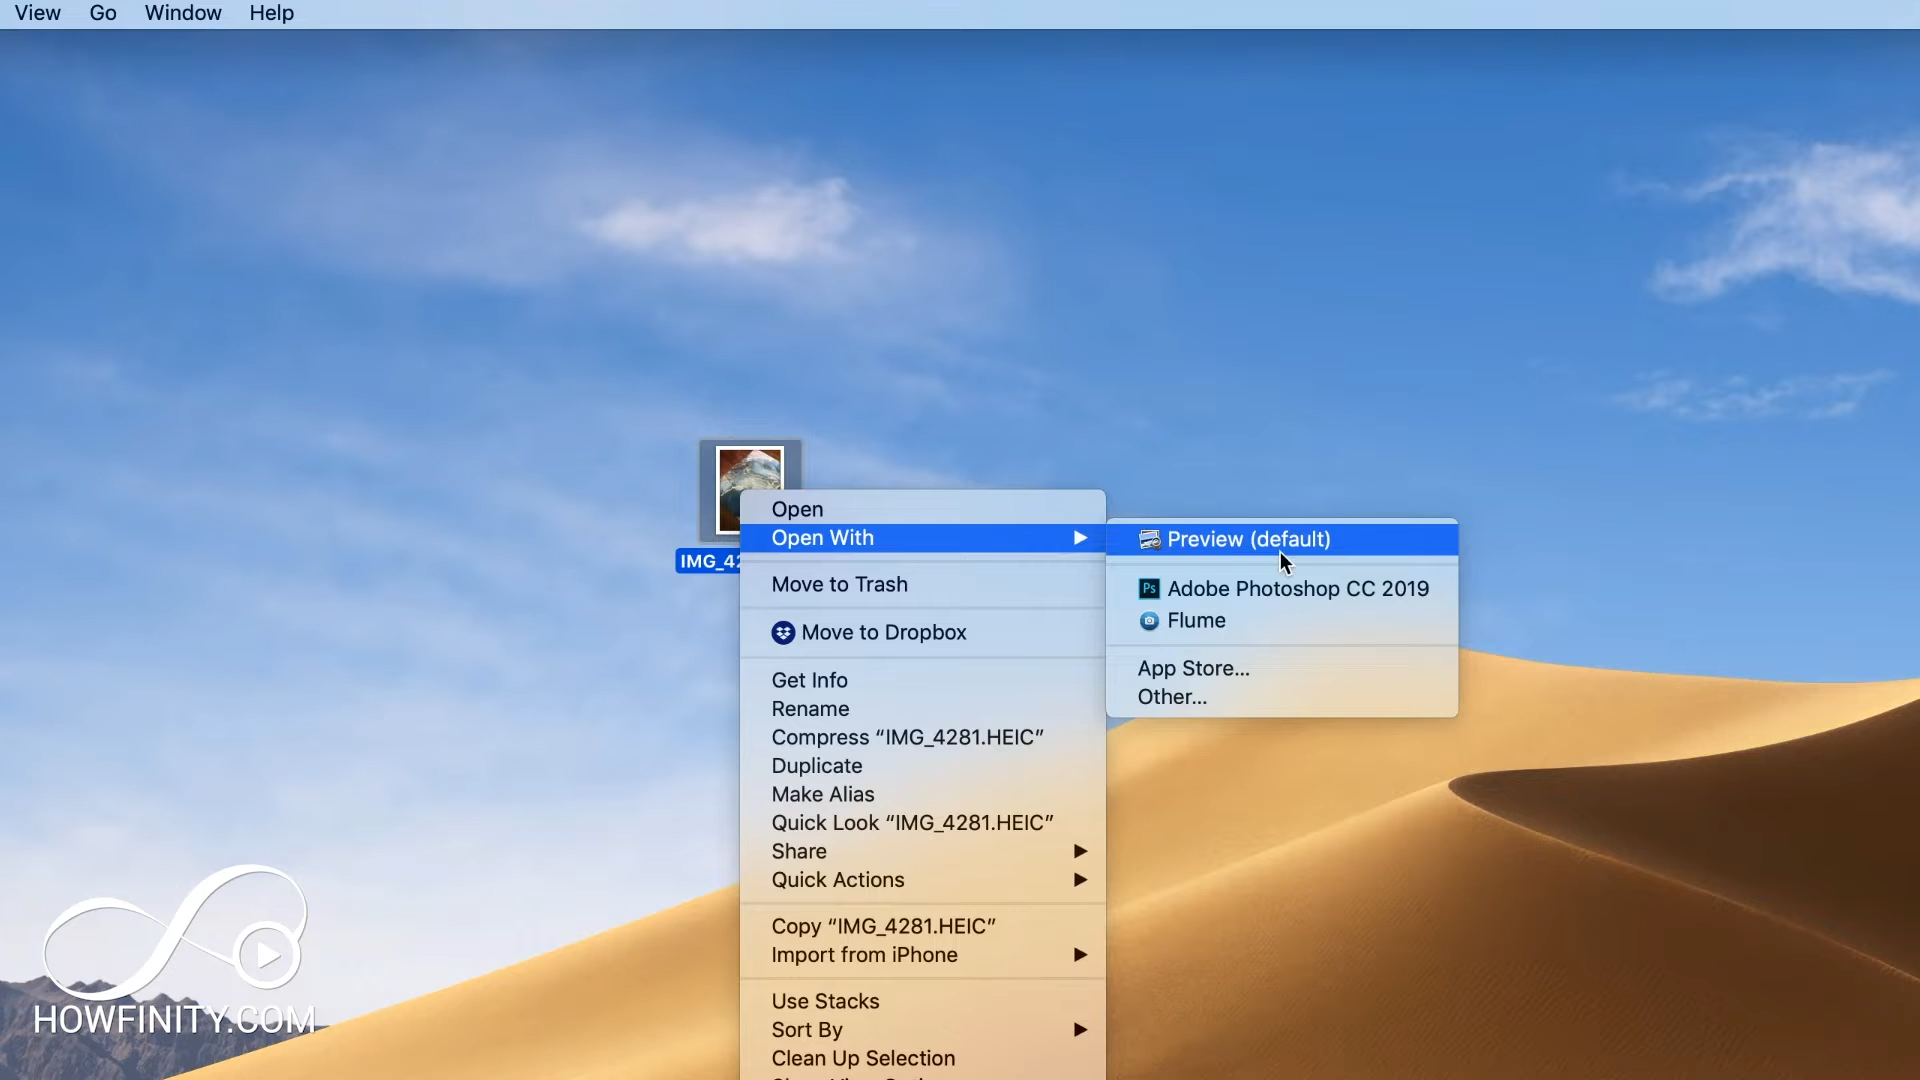 View Go Window Help
IMG_42
Open
Open With
Move to Trash
Move to Dropbox
Get Info
Rename
Compress “IMG_4281.HEIC”
Duplicate
Make Alias
Quick Look “IMG_4281.HEIC”
Share
Quick Actions
Copy “IMG_4281.HEIC”
Import from iPhone
Use Stacks
Sort By
Clean Up Selection
Preview (default)
Ps Adobe Photoshop CC 2019
Flume
App Store...
Other...
HOWFINITY.COM